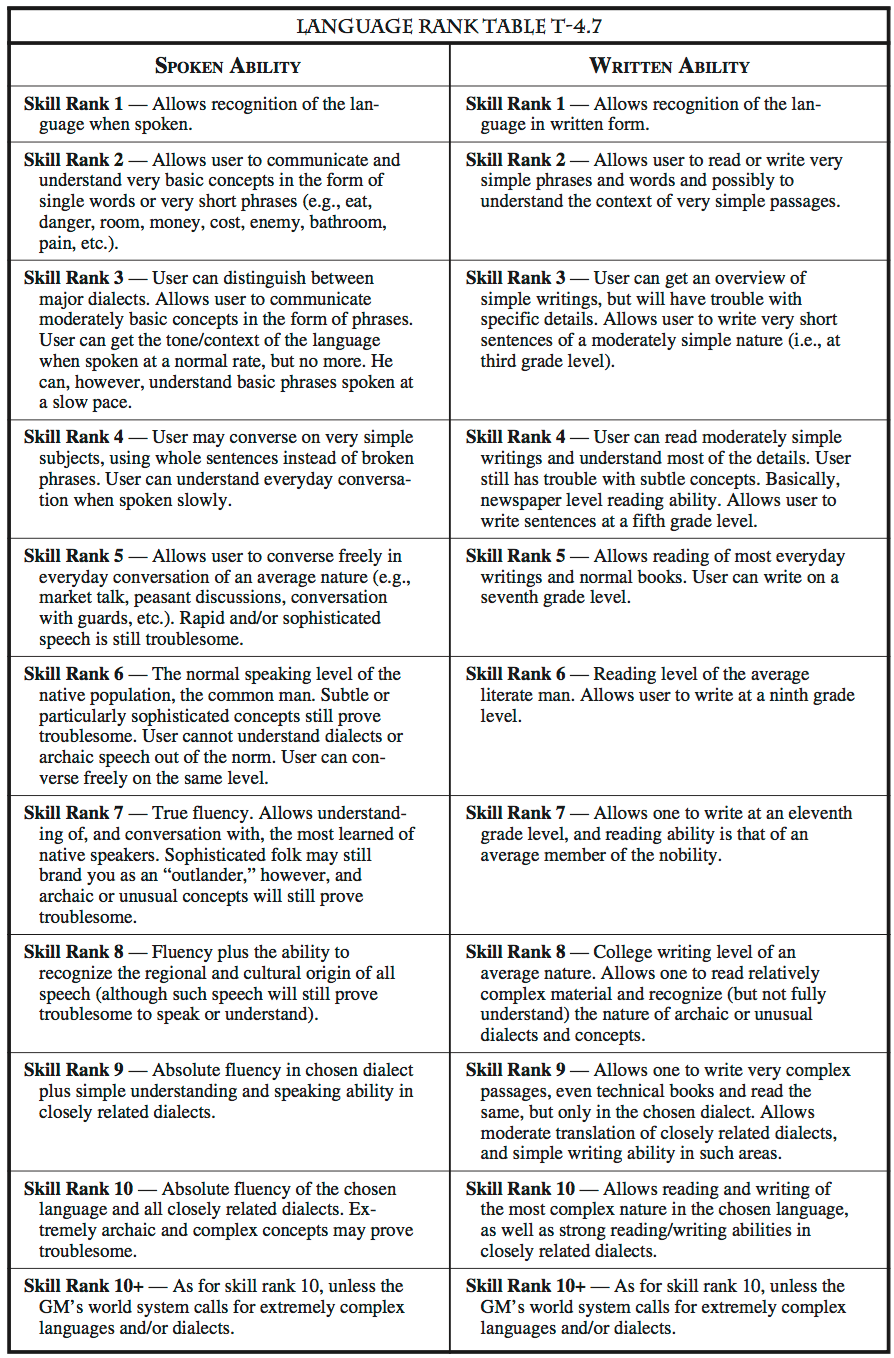 LANGUAGE RANK TABLE T-4.7
SPOKEN ABILITY
WRITTEN ABILITY
Skill Rank 1 — Allows recognition of the lan-
guage when spoken.
Skill Rank 1 — Allows recognition of the lan-
guage in written form.
Skill Rank 2 — Allows user to communicate and
understand very basic concepts in the form of
single words or very short phrases (e.g., eat,
danger, room, money, cost, enemy, bathroom,
pain, etc.).
Skill Rank 2 — Allows user to read or write very
simple phrases and words and possibly to
understand the context of very simple passages.
Skill Rank 3 — User can distinguish between
major dialects. Allows user to communicate
moderately basic concepts in the form of phrases.
User can get the tone/context of the language
when spoken at a normal rate, but no more. He
can, however, understand basic phrases spoken at
a slow pace.
Skill Rank 3 — User can get an overview of
simple writings, but will have trouble with
specific details. Allows user to write very short
sentences of a moderately simple nature (i.e., at
third grade level).
Skill Rank 4 — User may converse on very simple
subjects, using whole sentences instead of broken
phrases. User can understand everyday conversa-
tion when spoken slowly.
Skill Rank 4 — User can read moderately simple
writings and understand most of the details. User
still has trouble with subtle concepts. Basically,
newspaper level reading ability. Allows user to
write sentences at a fifth grade level.
Skill Rank 5 — Allows user to converse freely in
everyday conversation of an average nature (e.g.,
market talk, peasant discussions, conversation
with guards, etc.). Rapid and/or sophisticated
speech is still troublesome.
Skill Rank 5 — Allows reading of most everyday
writings and normal books. User can write on a
seventh grade level.
Skill Rank 6 — The normal speaking level of the
native population, the common man. Subtle or
particularly sophisticated concepts still prove
troublesome. User cannot understand dialects or
archaic speech out of the norm. User can con-
verse freely on the same level.
Skill Rank 6 — Reading level of the average
literate man. Allows user to write at a ninth grade
level.
Skill Rank 7 — True fluency. Allows understand-
ing of, and conversation with, the most learned of
native speakers. Sophisticated folk may still
brand you as an “outlander,” however, and
archaic or unusual concepts will still prove
troublesome.
Skill Rank 7 — Allows one to write at an eleventh
grade level, and reading ability is that of an
average member of the nobility.
Skill Rank 8 — Fluency plus the ability to
recognize the regional and cultural origin of all
speech (although such speech will still prove
troublesome to speak or understand).
Skill Rank 8 — College writing level of an
average nature. Allows one to read relatively
complex material and recognize (but not fully
understand) the nature of archaic or unusual
dialects and concepts.
Skill Rank 9 — Absolute fluency in chosen dialect
plus simple understanding and speaking ability in
closely related dialects.
Skill Rank 9 — Allows one to write very complex
passages, even technical books and read the
same, but only in the chosen dialect. Allows
moderate translation of closely related dialects,
and simple writing ability in such areas.
Skill Rank 10 — Absolute fluency of the chosen
language and all closely related dialects. Ex-
tremely archaic and complex concepts may prove
troublesome.
Skill Rank 10 — Allows reading and writing of
the most complex nature in the chosen language,
as well as strong reading/writing abilities in
closely related dialects.
Skill Rank 10+ — As for skill rank 10, unless the
GM’s world system calls for extremely complex
languages and/or dialects.
Skill Rank 10+ — As for skill rank 10, unless the
GM’s world system calls for extremely complex
languages and/or dialects.